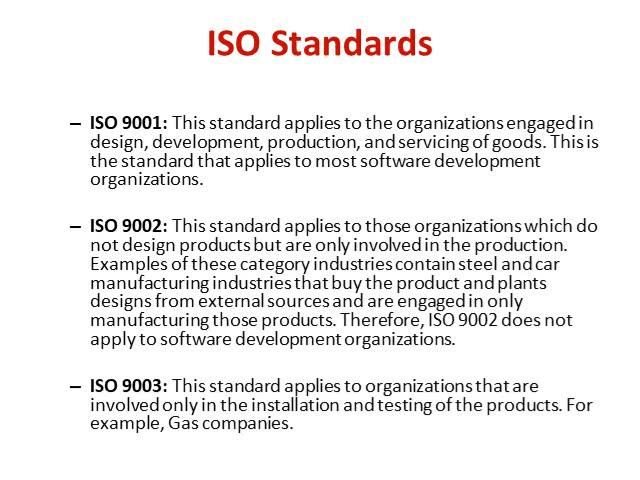 ISO Standards
– ISO 9001: This standard applies to the organizations engaged in
design, development, production, and servicing of goods. This is
the standard that applies to most software development
organizations.
– ISO 9002: This standard applies to those organizations which do
not design products but are only involved in the production.
Examples of these category industries contain steel and car
manufacturing industries that buy the product and plants
designs from external sources and are engaged in only
manufacturing those products. Therefore, ISO 9002 does not
apply to software development organizations.
– ISO 9003: This standard applies to organizations that are
involved only in the installation and testing of the products. For
example, Gas companies.